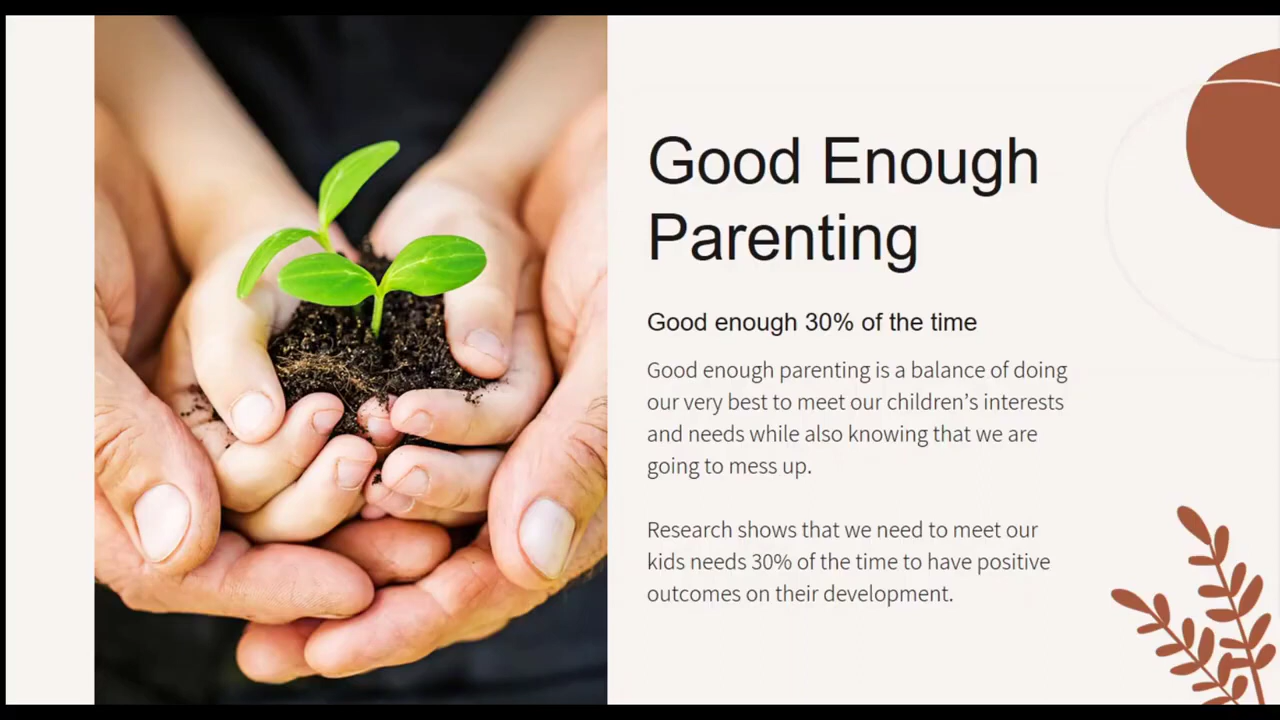 Good Enough
Parenting
Good enough 30% of the time
Good enough parenting is a balance of doing
our very best to meet our children’s interests
and needs while also knowing that we are
going to mess up.
Research shows that we need to meet our
kids needs 30% of the time to have positive
outcomes on their development.